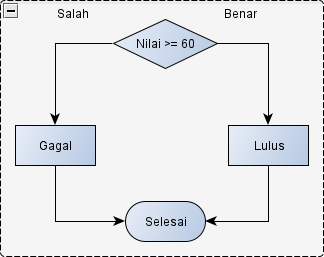 Salah
Benar
Nilai >= 60
Gagal
Lulus
Selesai